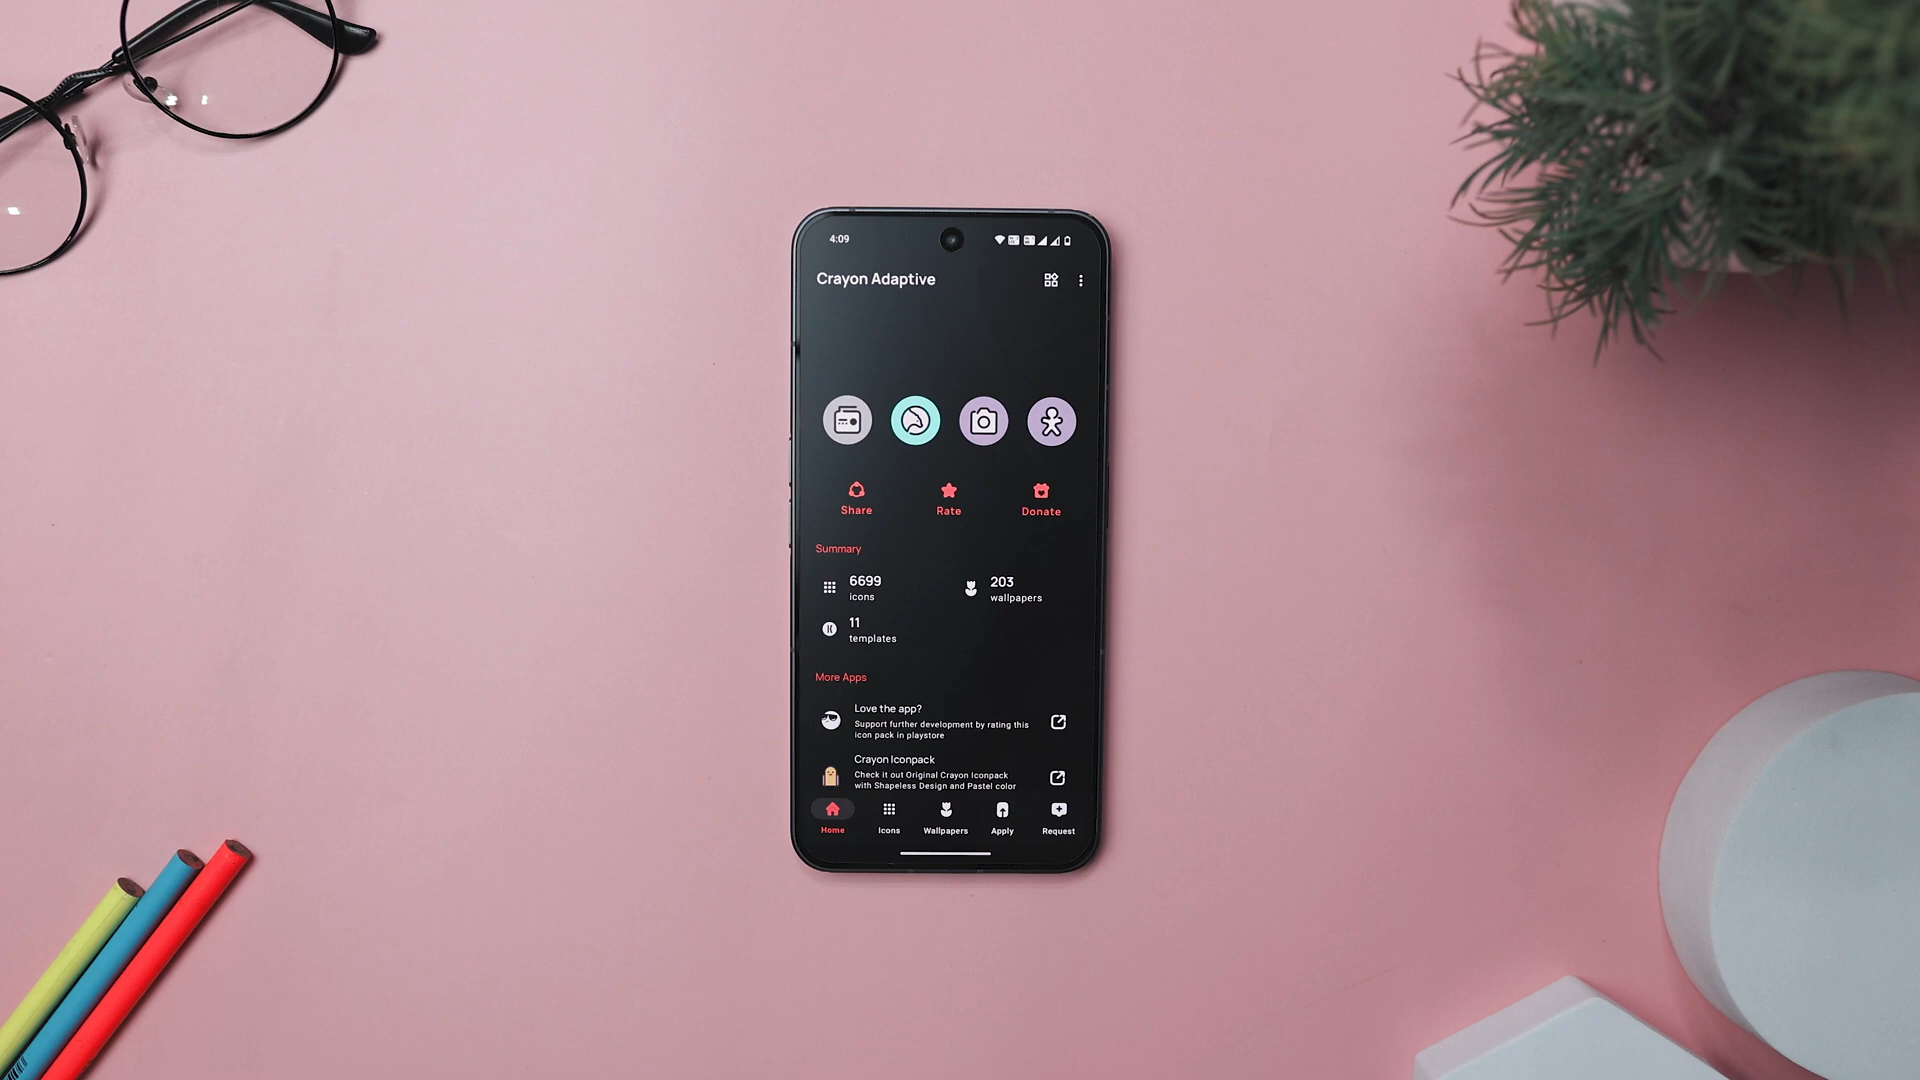 4:09
Crayon Adaptive
Share
Rate
Donate
Summary
6699
icons
203
wallpapers
11
templates
More Apps
Love the app?
Support further development by rating this
icon pack in playstore
Crayon Iconpack
Check it out Original Crayon Iconpack
with Shapeless Design and Pastel color
Home
Icons
Wallpapers
Apply
Request